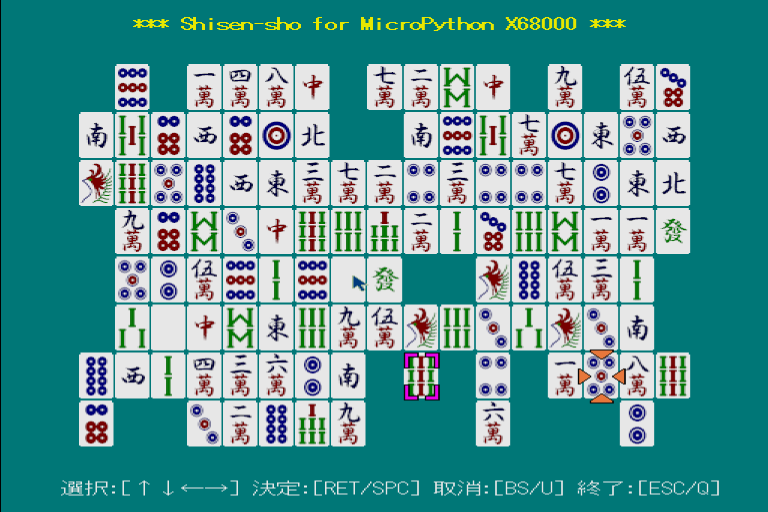 *** Shisen-sho for MicroPython X68000 ***
一萬 四萬 八萬 中 七萬 二萬 中 九萬 伍萬
南 西 北 南 七萬 東 西
西 東 三萬 七萬 二萬 三萬 七萬 東 北
九萬 中 二萬 一萬 一萬 發
伍萬 發 伍萬 三萬
中 東 九萬 伍萬 南
西 四萬 三萬 六萬 南 一萬 八萬
二萬 九萬 六萬
選択:[↑↓←→] 決定:[RET/SPC] 取消:[BS/U] 終了:[ESC/Q]